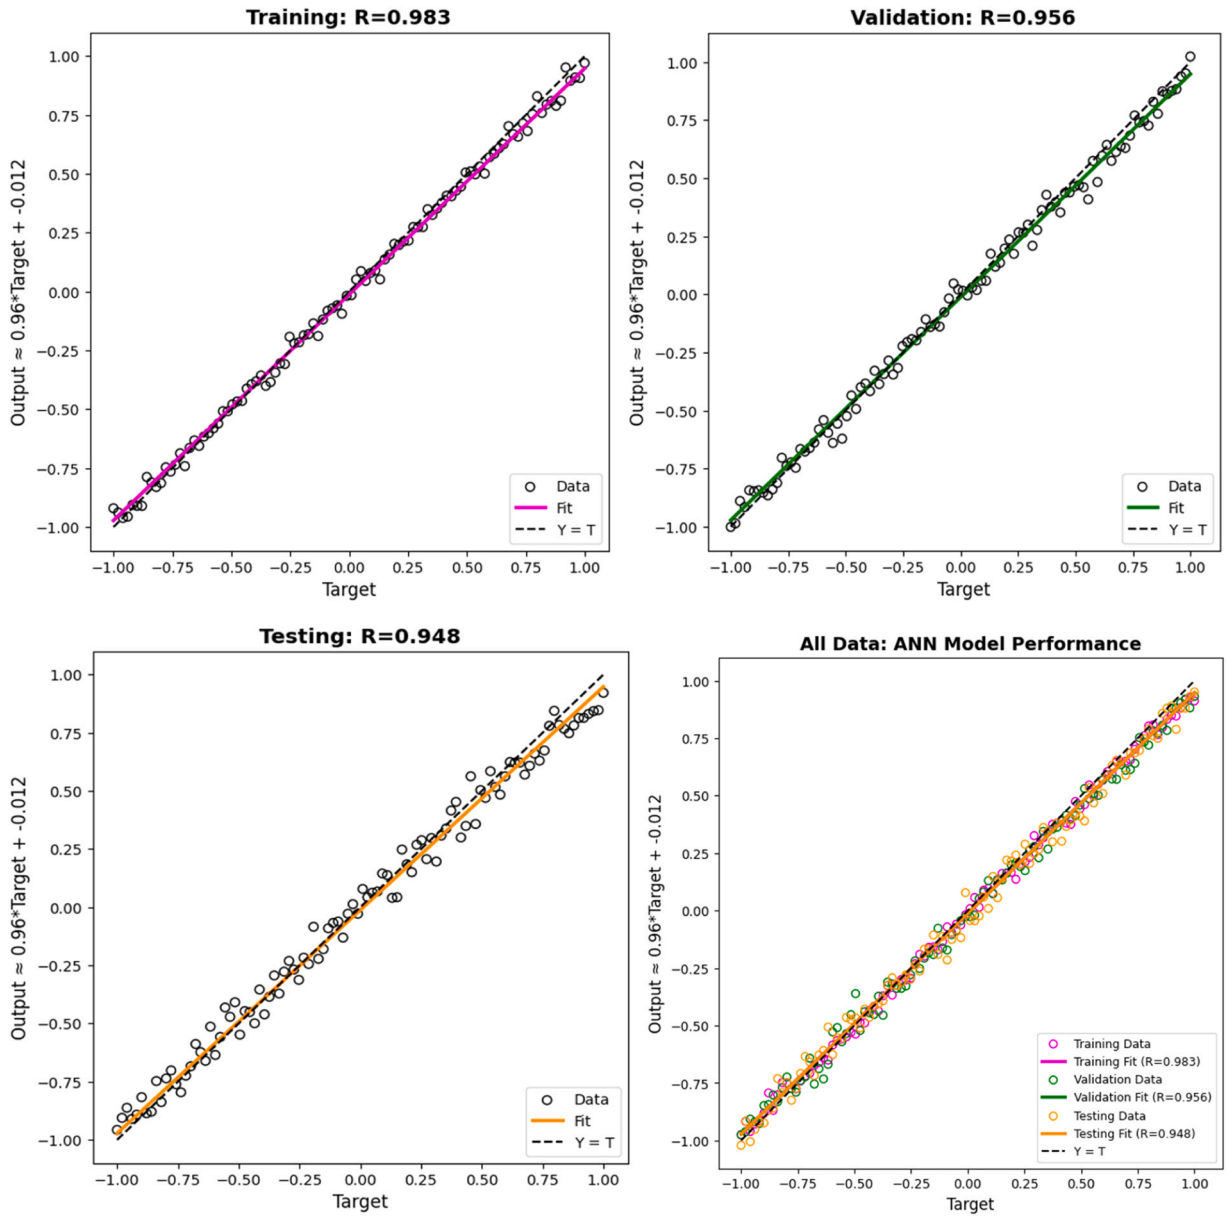 Training: R=0.983
Output ≈ 0.96*Target + -0.012
1.00
0.75
0.50
0.25
0.00
−0.25
−0.50
−0.75
−1.00
Data
Fit
Y = T
−1.00 −0.75 −0.50 −0.25 0.00 0.25 0.50 0.75 1.00
Target
Validation: R=0.956
Output ≈ 0.96*Target + -0.012
1.00
0.75
0.50
0.25
0.00
−0.25
−0.50
−0.75
−1.00
Data
Fit
Y = T
−1.00 −0.75 −0.50 −0.25 0.00 0.25 0.50 0.75 1.00
Target
Testing: R=0.948
Output ≈ 0.96*Target + -0.012
1.00
0.75
0.50
0.25
0.00
−0.25
−0.50
−0.75
−1.00
Data
Fit
Y = T
−1.00 −0.75 −0.50 −0.25 0.00 0.25 0.50 0.75 1.00
Target
All Data: ANN Model Performance
Output ≈ 0.96*Target + -0.012
1.00
0.75
0.50
0.25
0.00
−0.25
−0.50
−0.75
−1.00
Training Data
Training Fit (R=0.983)
Validation Data
Validation Fit (R=0.956)
Testing Data
Testing Fit (R=0.948)
Y = T
−1.00 −0.75 −0.50 −0.25 0.00 0.25 0.50 0.75 1.00
Target